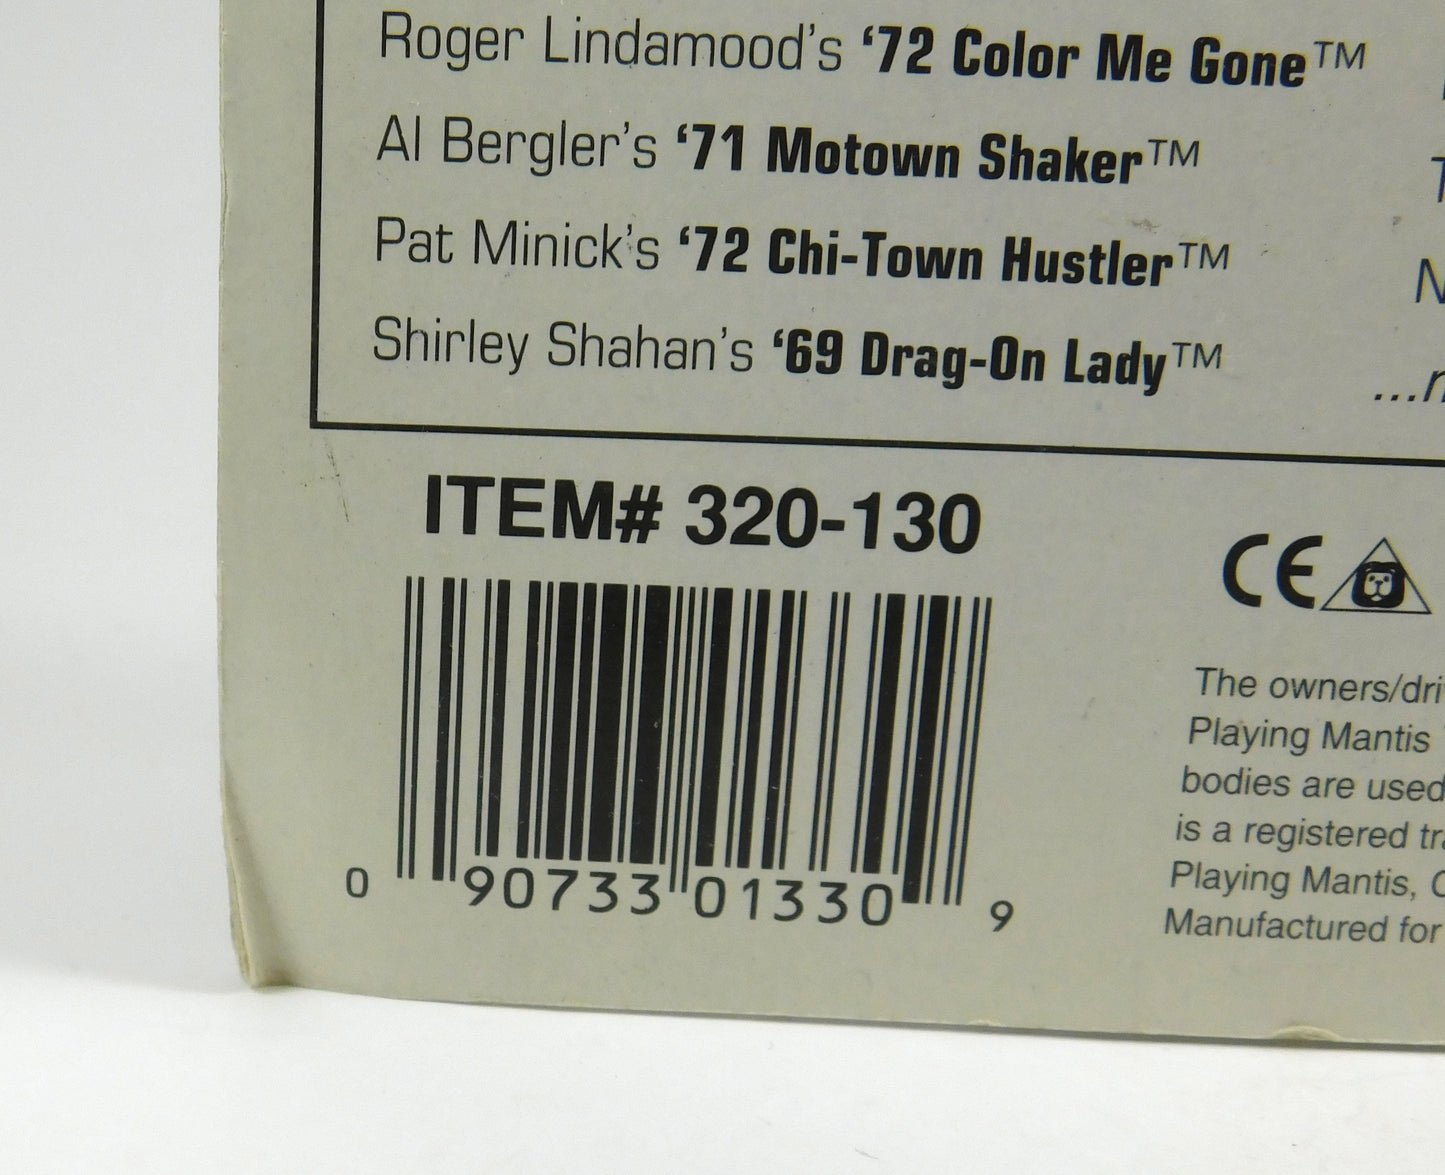 Roger Lindamood's ‘72 Color Me Gone™
Al Bergler's ‘71 Motown Shaker™
Pat Minick's ‘72 Chi-Town Hustler™
Shirley Shahan's ‘69 Drag-On Lady™
ITEM# 320-130
0 90733 01330 9
CE
The owners/dri
Playing Mantis
bodies are used
is a registered tra
Playing Mantis, C
Manufactured for